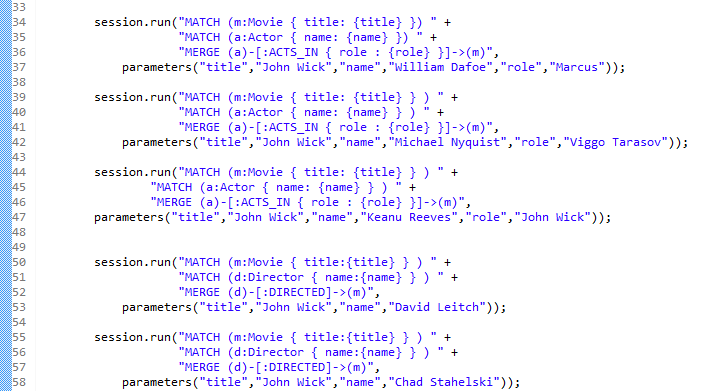 33
34 session.run("MATCH (m:Movie { title: {title} }) " +
35 "MATCH (a:Actor { name: {name} }) " +
36 "MERGE (a)-[:ACTS_IN { role : {role} }]->(m)",
37 parameters("title","John Wick","name","William Dafoe","role","Marcus"));
38
39 session.run("MATCH (m:Movie { title: {title} } ) " +
40 "MATCH (a:Actor { name: {name} } ) " +
41 "MERGE (a)-[:ACTS_IN { role : {role} }]->(m)",
42 parameters("title","John Wick","name","Michael Nyquist","role","Viggo Tarasov"));
43
44 session.run("MATCH (m:Movie { title: {title} } ) " +
45 "MATCH (a:Actor { name: {name} } ) " +
46 "MERGE (a)-[:ACTS_IN { role : {role} }]->(m)",
47 parameters("title","John Wick","name","Keanu Reeves","role","John Wick"));
48
49
50 session.run("MATCH (m:Movie { title:{title} } ) " +
51 "MATCH (d:Director { name:{name} } ) " +
52 "MERGE (d)-[:DIRECTED]->(m)",
53 parameters("title","John Wick","name","David Leitch"));
54
55 session.run("MATCH (m:Movie { title:{title} } ) " +
56 "MATCH (d:Director { name:{name} } ) " +
57 "MERGE (d)-[:DIRECTED]->(m)",
58 parameters("title","John Wick","name","Chad Stahelski"));